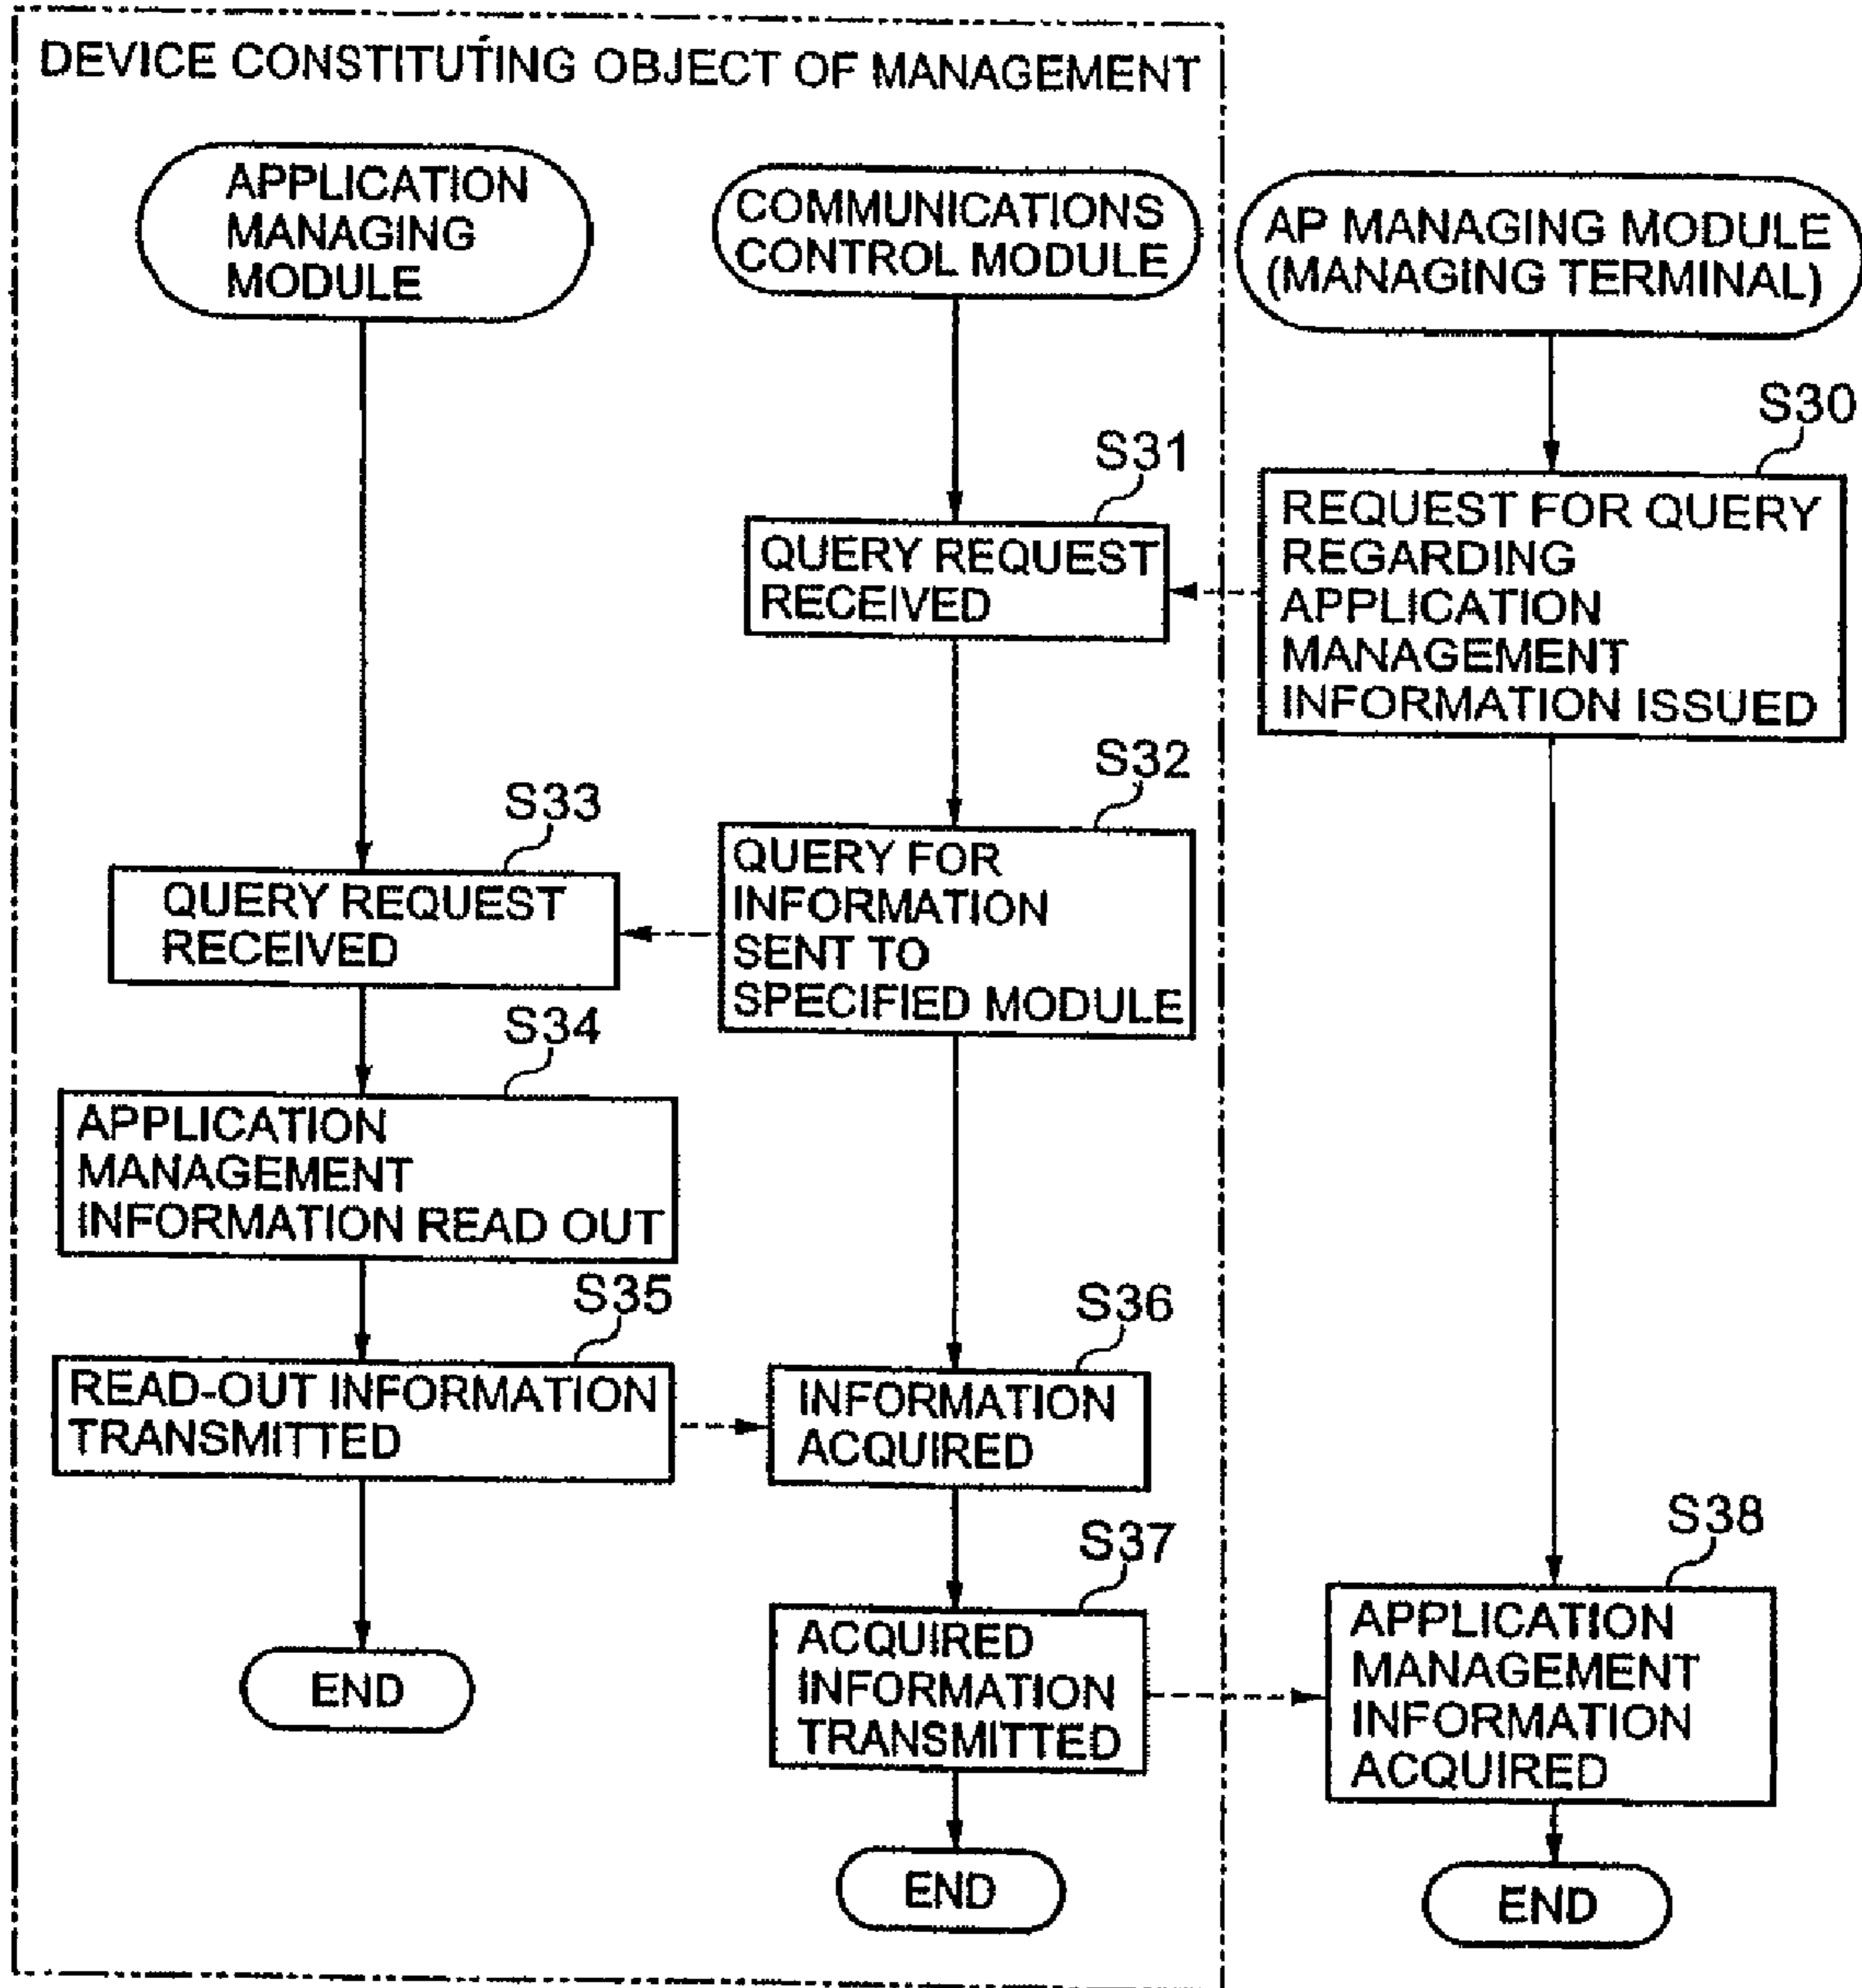 DEVICE CONSTITUTING OBJECT OF MANAGEMENT
APPLICATION
MANAGING
MODULE
COMMUNICATIONS
CONTROL MODULE
AP MANAGING MODULE
(MANAGING TERMINAL)
S30
REQUEST FOR QUERY
REGARDING
APPLICATION
MANAGEMENT
INFORMATION ISSUED
S31
QUERY REQUEST
RECEIVED
S32
QUERY FOR
INFORMATION
SENT TO
SPECIFIED MODULE
S33
QUERY REQUEST
RECEIVED
S34
APPLICATION
MANAGEMENT
INFORMATION READ OUT
S35
READ-OUT INFORMATION
TRANSMITTED
S36
INFORMATION
ACQUIRED
S37
ACQUIRED
INFORMATION
TRANSMITTED
S38
APPLICATION
MANAGEMENT
INFORMATION
ACQUIRED
END
END
END